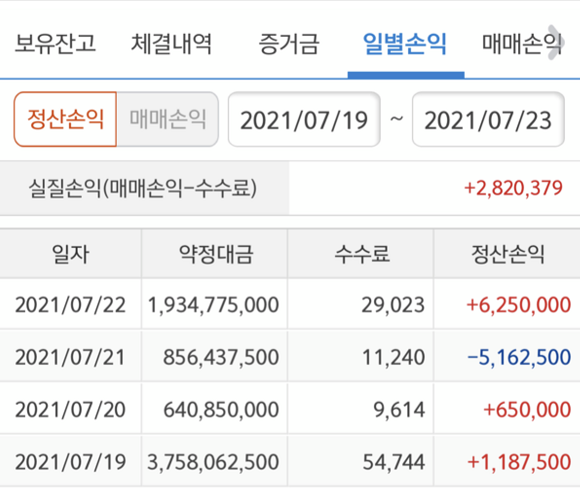 보유잔고 체결내역 증거금 일별손익 매매손익
정산손익 매매손익 2021/07/19 ~ 2021/07/23
실질손익(매매손익-수수료) +2,820,379
일자 약정대금 수수료 정산손익
2021/07/22 1,934,775,000 29,023 +6,250,000
2021/07/21 856,437,500 11,240 -5,162,500
2021/07/20 640,850,000 9,614 +650,000
2021/07/19 3,758,062,500 54,744 +1,187,500